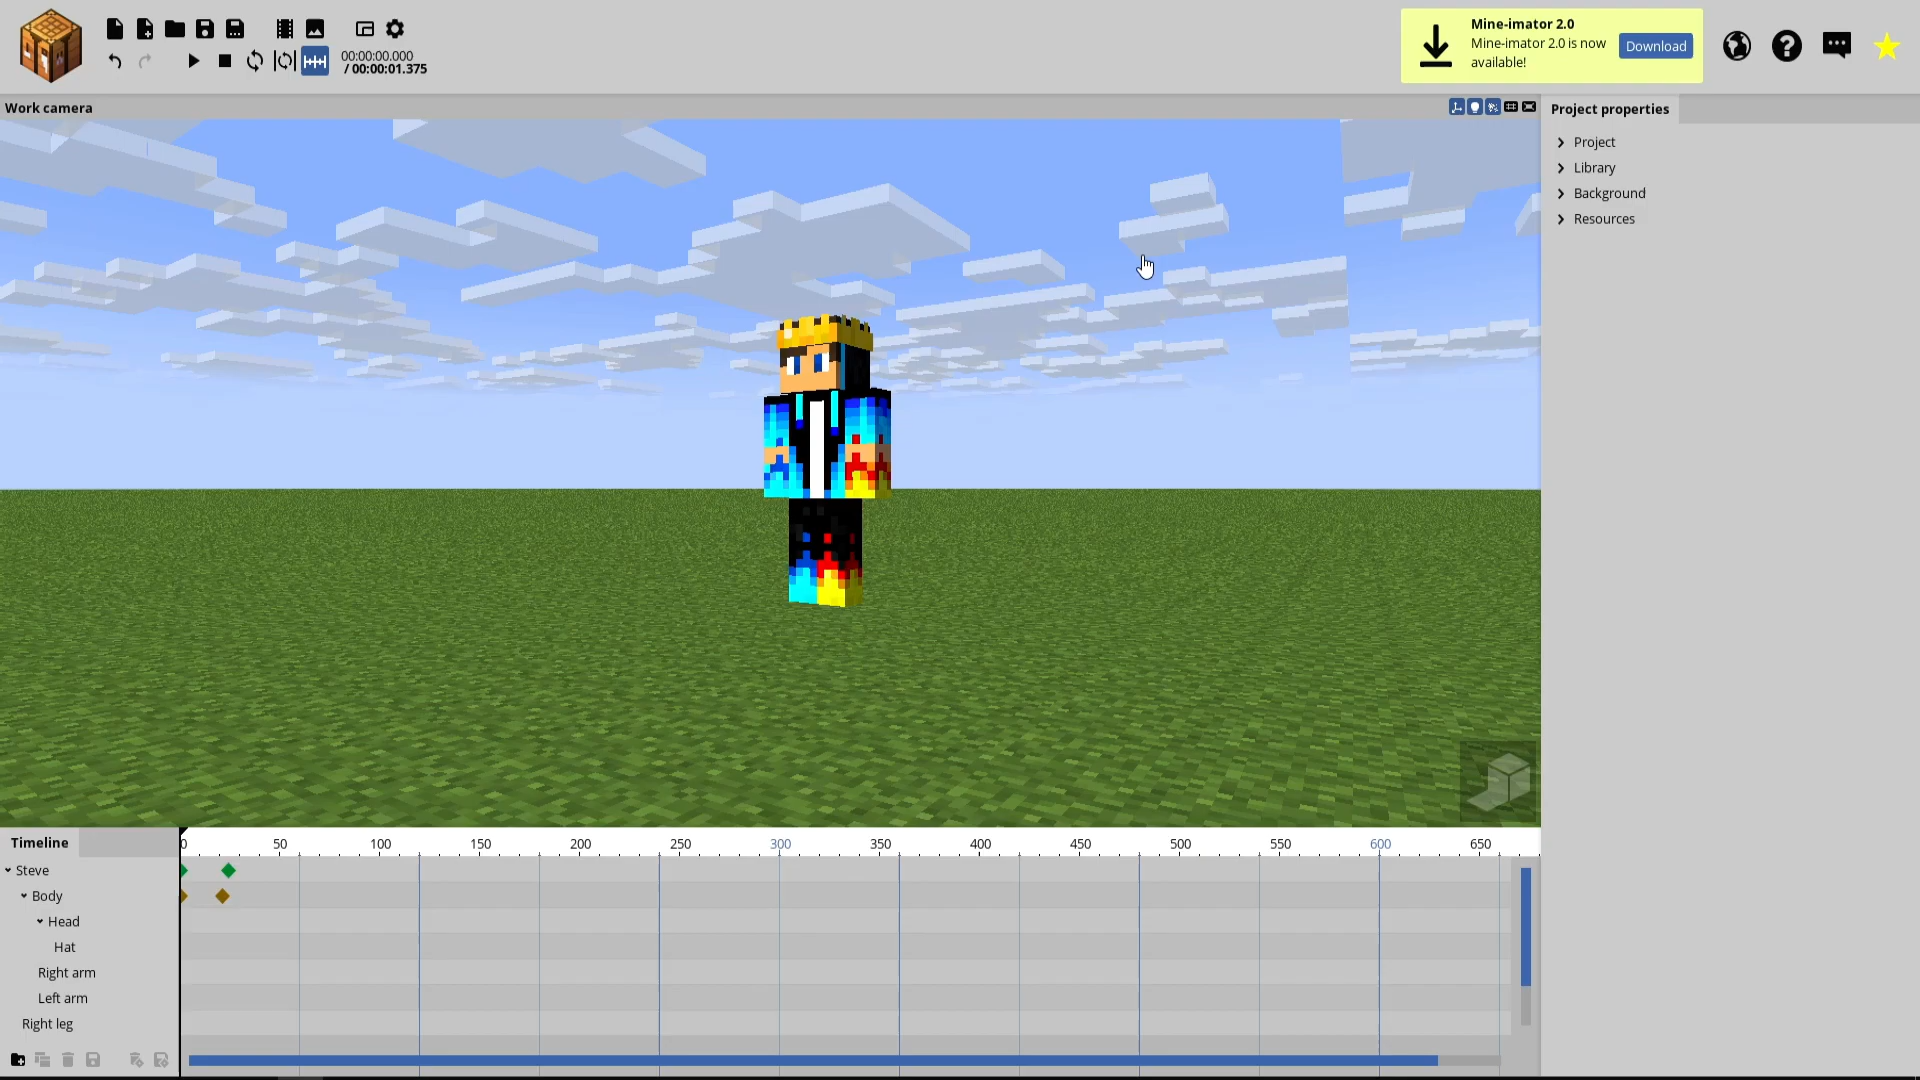 00:00:00.000
/ 00:00:01.375
Mine-imator 2.0
Mine-imator 2.0 is now
available!
Download
Work camera
Project properties
Project
Library
Background
Resources
Timeline
0 50 100 150 200 250 300 350 400 450 500 550 600 650
Steve
Body
Head
Hat
Right arm
Left arm
Right leg